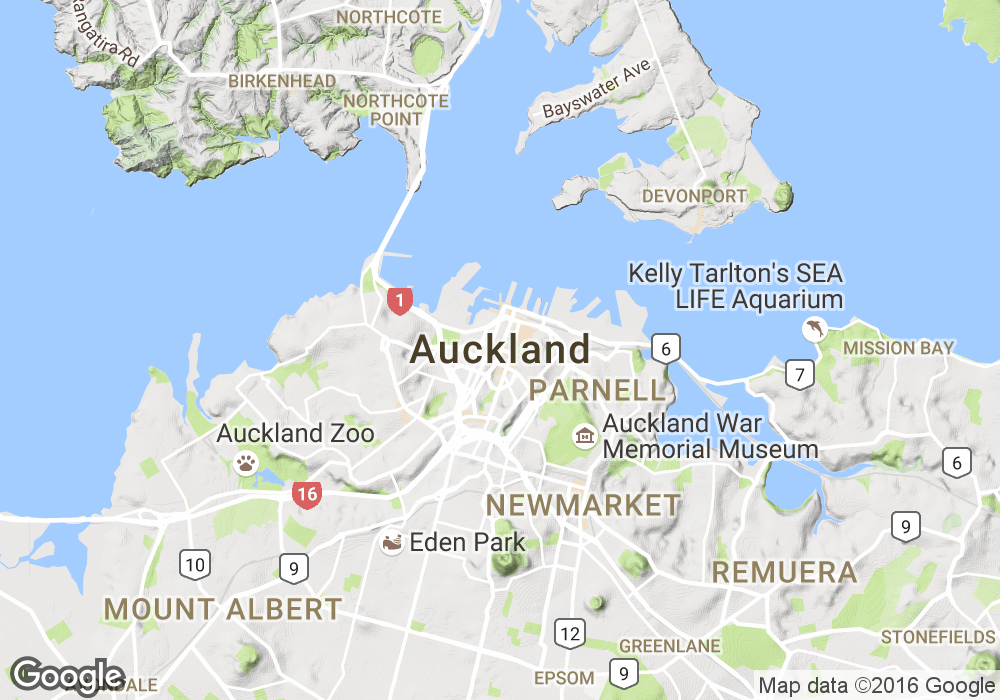 NORTHCOTE
Rangatira Rd
BIRKENHEAD
Bayswater Ave
NORTHCOTE
POINT
DEVONPORT
Kelly Tarlton's SEA
LIFE Aquarium
1
Auckland
6
MISSION BAY
7
PARNELL
Auckland War
Memorial Museum
Auckland Zoo
6
16
NEWMARKET
9
Eden Park
10
9
REMUERA
MOUNT ALBERT
12
GREENLANE
STONEFIELDS
9
EPSOM
Google
Map data ©2016 Google